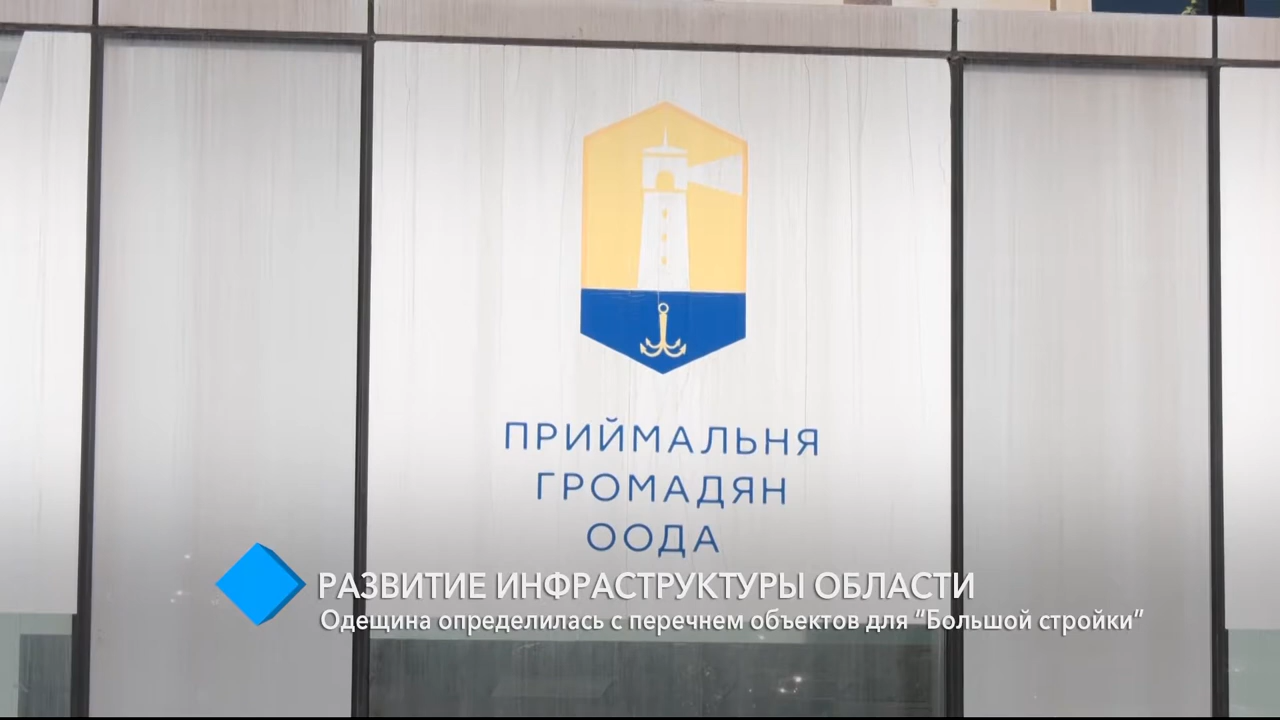 ПРИЙМАЛЬНЯ
ГРОМАДЯН
ООДА
РАЗВИТИЕ ИНФРАСТРУКТУРЫ ОБЛАСТИ
Одещина определилась с перечнем объектов для “Большой стройки”